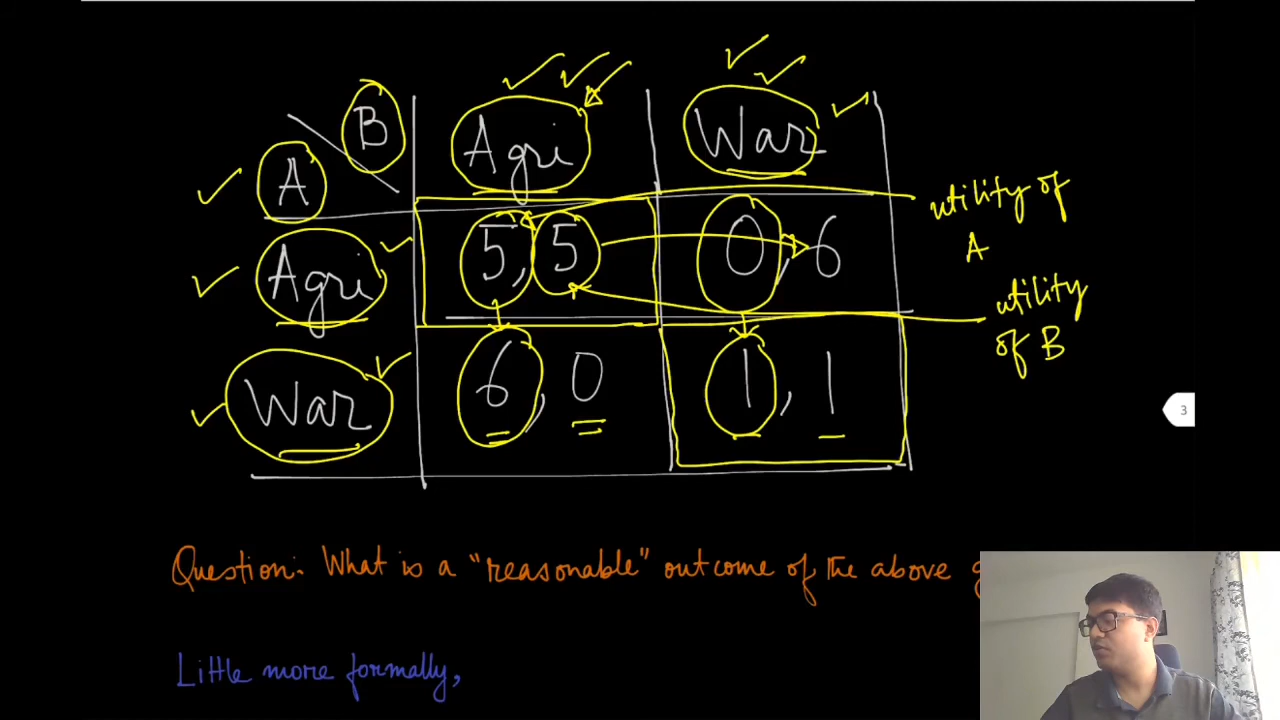 B Agri War
A
Agri 5, 5 0, 6
War 6, 0 1, 1
utility of
A
utility
of B
3
Question: What is a "reasonable" outcome of the above
Little more formally,